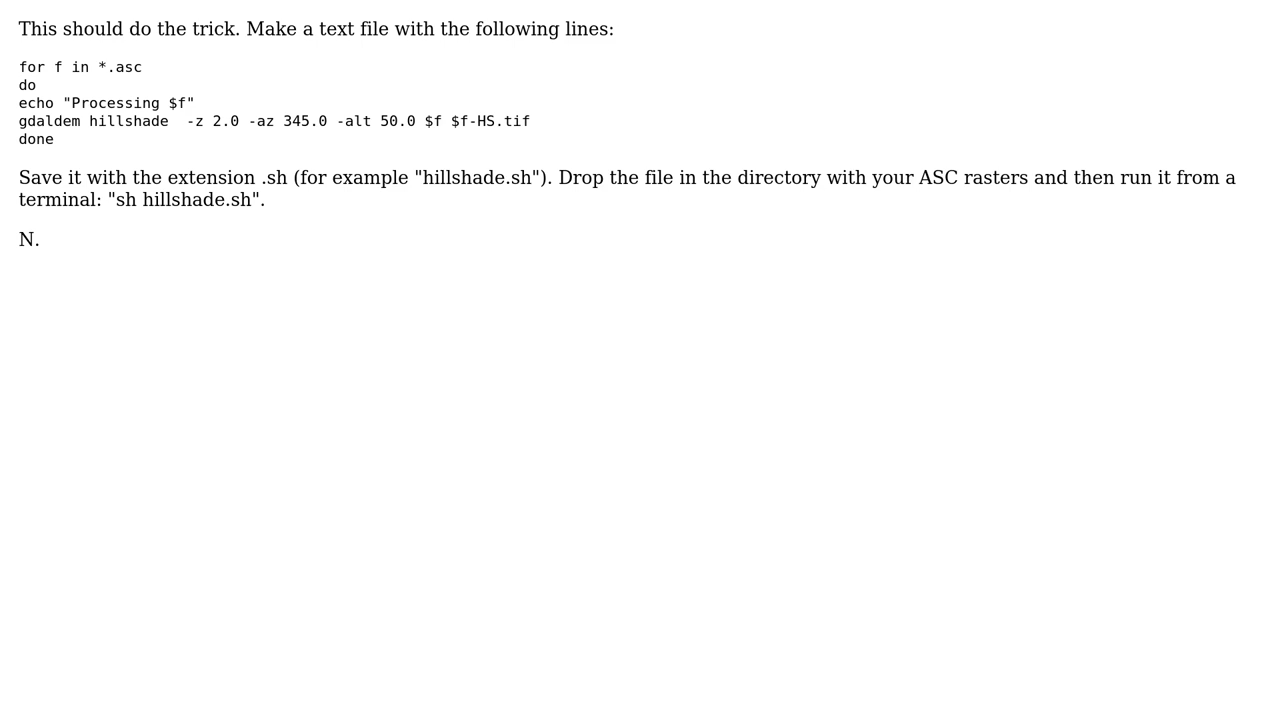 This should do the trick. Make a text file with the following lines:
for f in *.asc
do
echo "Processing $f"
gdaldem hillshade  -z 2.0 -az 345.0 -alt 50.0 $f $f-HS.tif
done
Save it with the extension .sh (for example "hillshade.sh"). Drop the file in the directory with your ASC rasters and then run it from a
terminal: "sh hillshade.sh".
N.